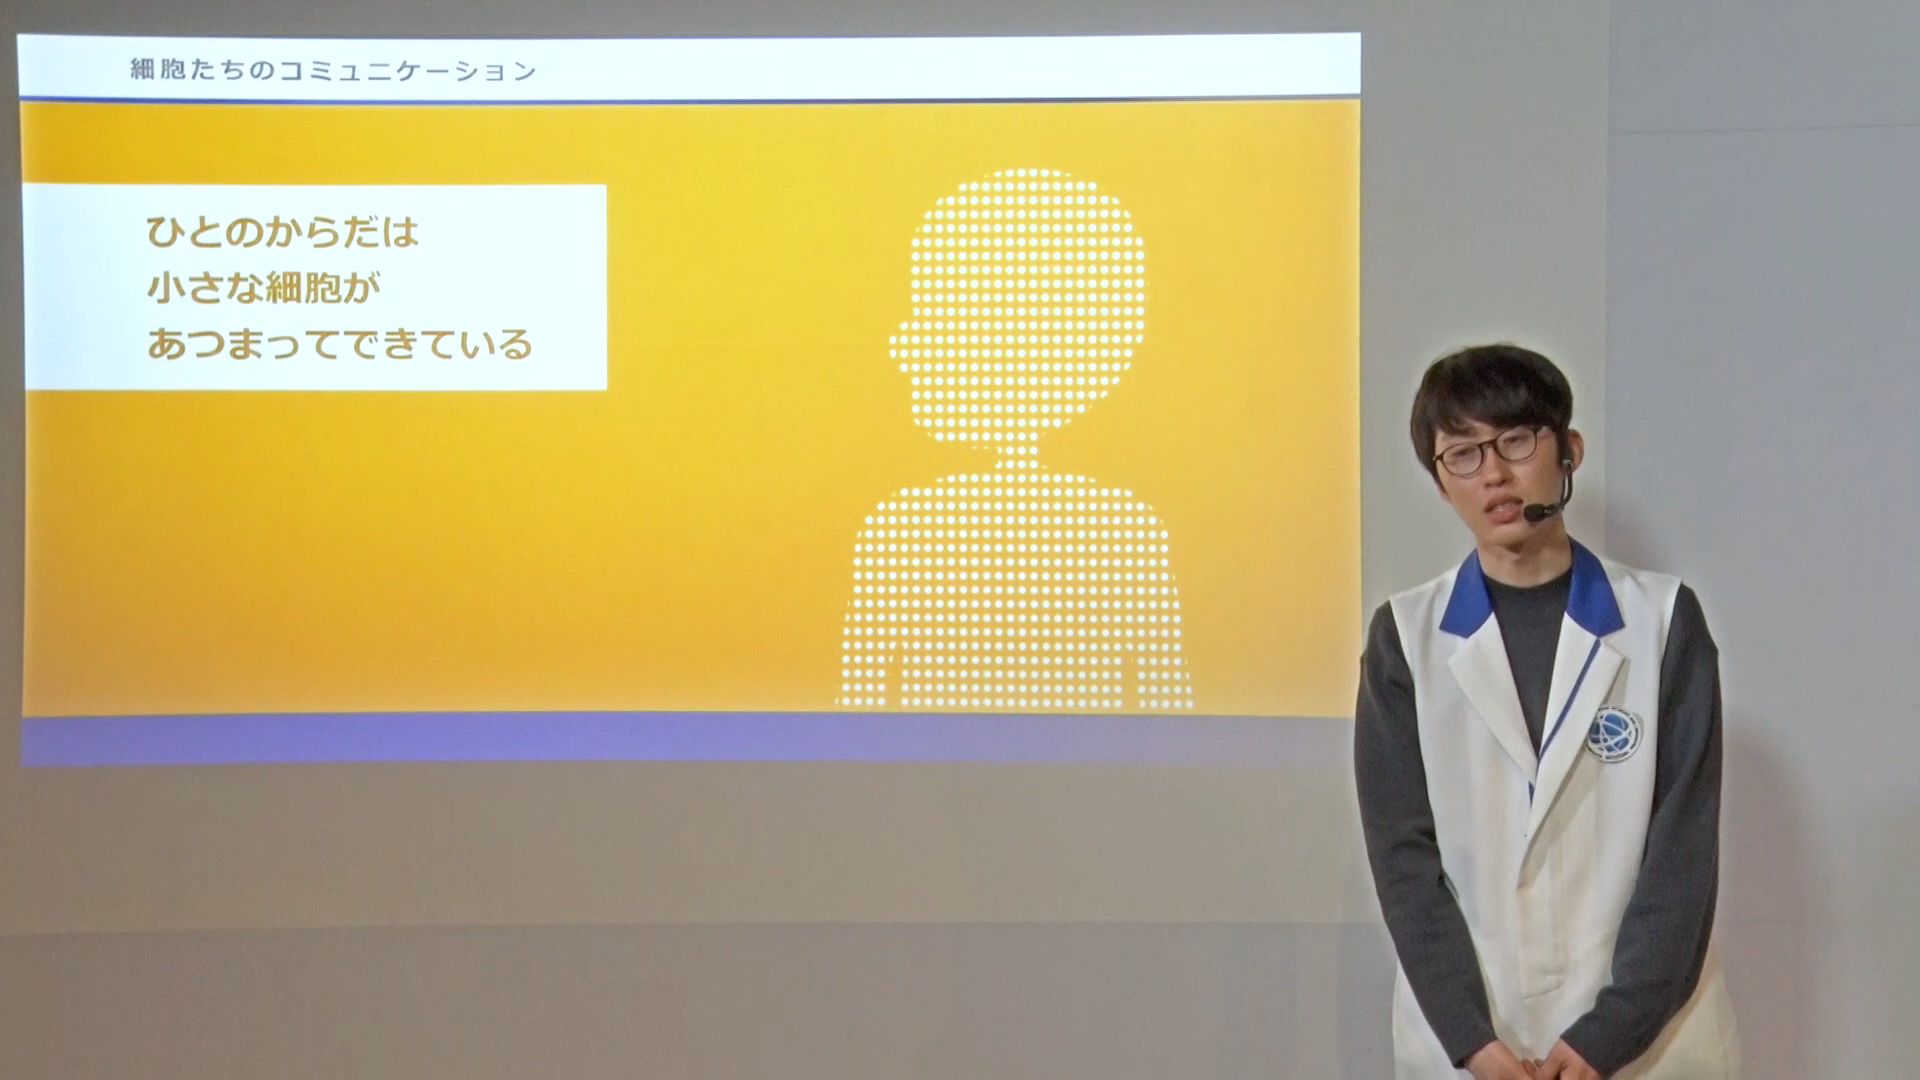 細胞たちのコミュニケーション
ひとのからだは
小さな細胞が
あつまってできている